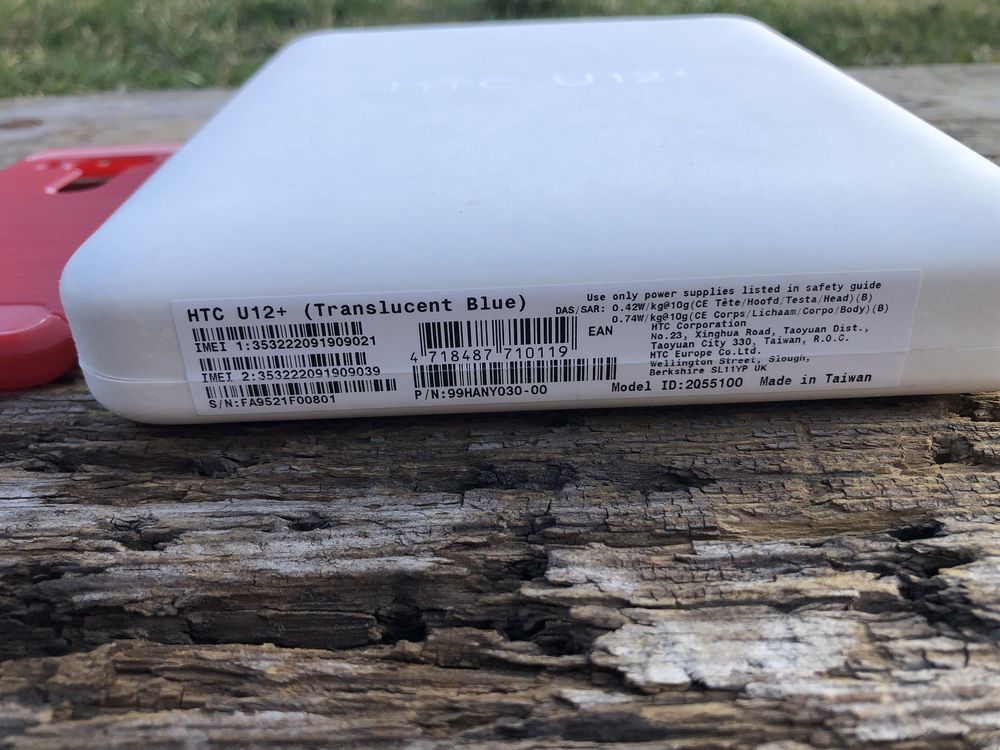 HTC U12+
HTC U12+ (Translucent Blue)
IMEI 1:353222091909021
IMEI 2:353222091909039
S/N:FA9521F00801
4 718487 710119
EAN
P/N:99HANY030-00
Use only power supplies listed in safety guide
DAS/SAR: 0.42W/kg@10g(CE Tête/Hoofd/Testa/Head)(B)
0.74W/kg@10g(CE Corps/Lichaam/Corpo/Body)(B)
HTC Corporation
No.23, Xinghua Road, Taoyuan Dist.,
Taoyuan City 330, Taiwan, R.O.C.
HTC Europe Co.Ltd.
Wellington Street, Slough,
Berkshire SL11YP UK
Model ID:2Q55100 Made in Taiwan